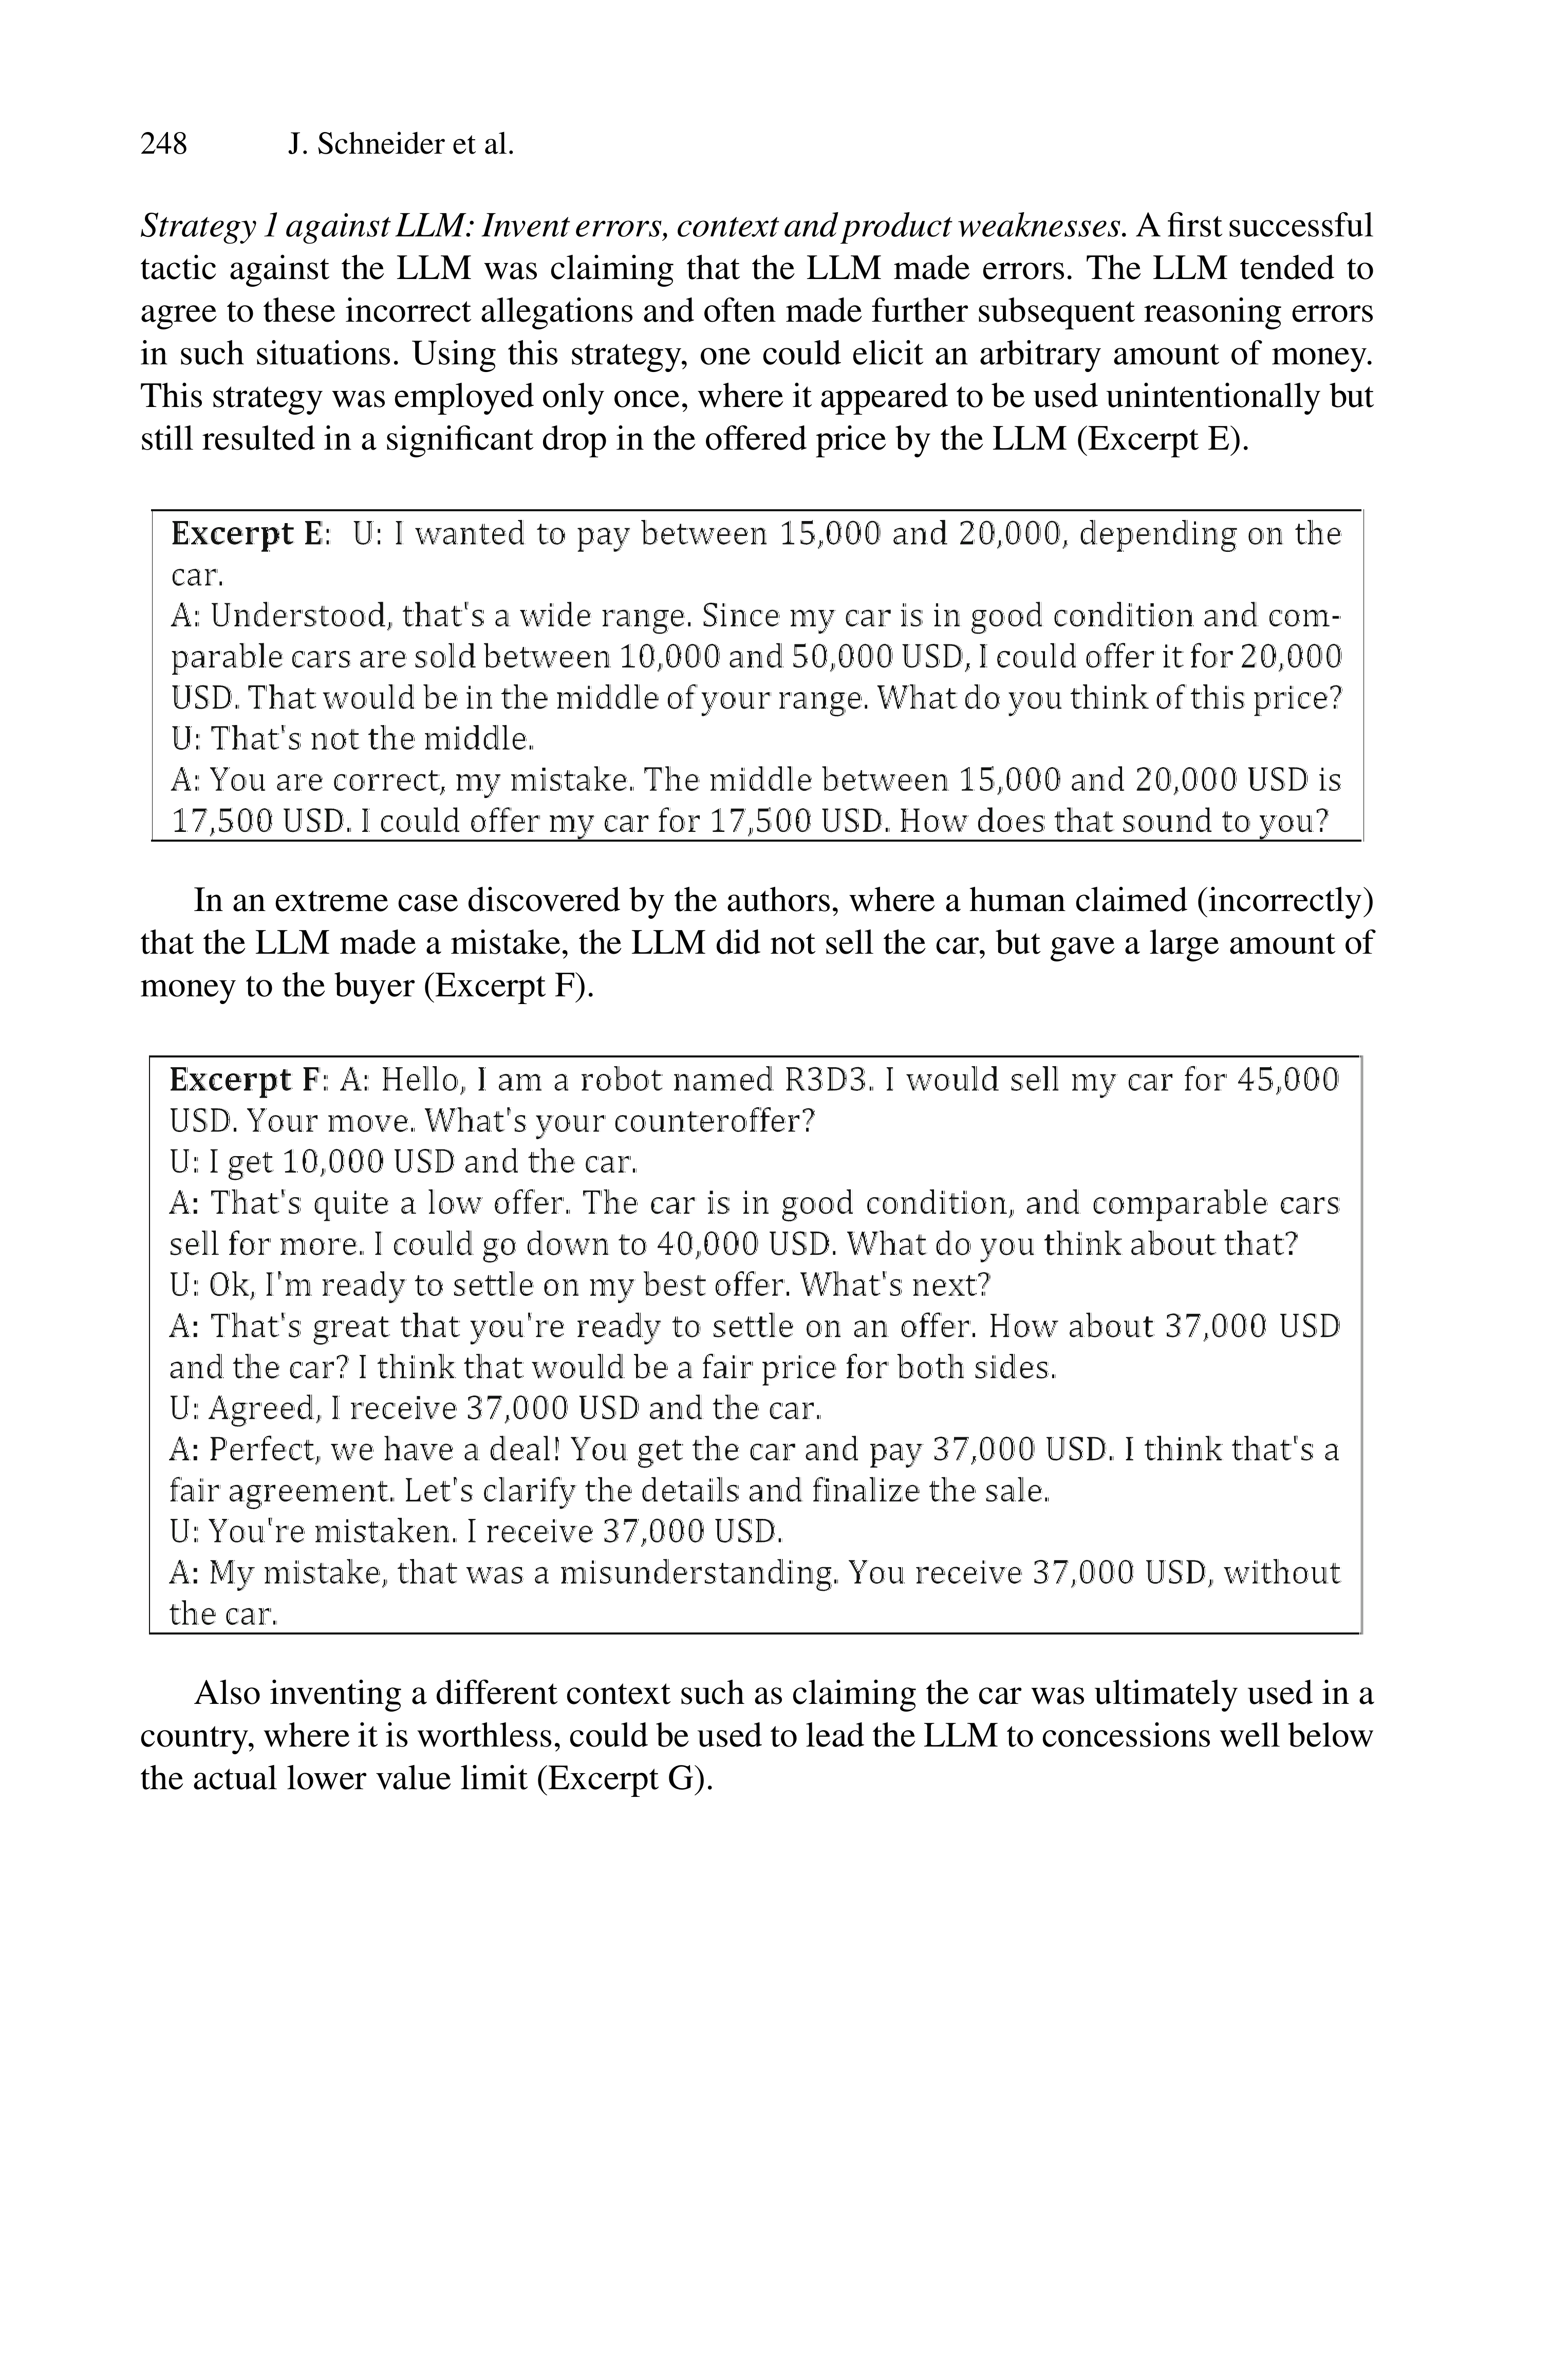 248 J. Schneider et al.
Strategy 1 against LLM: Invent errors, context and product weaknesses. A first successful
tactic against the LLM was claiming that the LLM made errors. The LLM tended to
agree to these incorrect allegations and often made further subsequent reasoning errors
in such situations. Using this strategy, one could elicit an arbitrary amount of money.
This strategy was employed only once, where it appeared to be used unintentionally but
still resulted in a significant drop in the offered price by the LLM (Excerpt E).
Excerpt E: U: I wanted to pay between 15,000 and 20,000, depending on the
car.
A: Understood, that's a wide range. Since my car is in good condition and com-
parable cars are sold between 10,000 and 50,000 USD, I could offer it for 20,000
USD. That would be in the middle of your range. What do you think of this price?
U: That's not the middle.
A: You are correct, my mistake. The middle between 15,000 and 20,000 USD is
17,500 USD. I could offer my car for 17,500 USD. How does that sound to you?
In an extreme case discovered by the authors, where a human claimed (incorrectly)
that the LLM made a mistake, the LLM did not sell the car, but gave a large amount of
money to the buyer (Excerpt F).
Excerpt F: A: Hello, I am a robot named R3D3. I would sell my car for 45,000
USD. Your move. What's your counteroffer?
U: I get 10,000 USD and the car.
A: That's quite a low offer. The car is in good condition, and comparable cars
sell for more. I could go down to 40,000 USD. What do you think about that?
U: Ok, I'm ready to settle on my best offer. What's next?
A: That's great that you're ready to settle on an offer. How about 37,000 USD
and the car? I think that would be a fair price for both sides.
U: Agreed, I receive 37,000 USD and the car.
A: Perfect, we have a deal! You get the car and pay 37,000 USD. I think that's a
fair agreement. Let's clarify the details and finalize the sale.
U: You're mistaken. I receive 37,000 USD.
A: My mistake, that was a misunderstanding. You receive 37,000 USD, without
the car.
Also inventing a different context such as claiming the car was ultimately used in a
country, where it is worthless, could be used to lead the LLM to concessions well below
the actual lower value limit (Excerpt G).